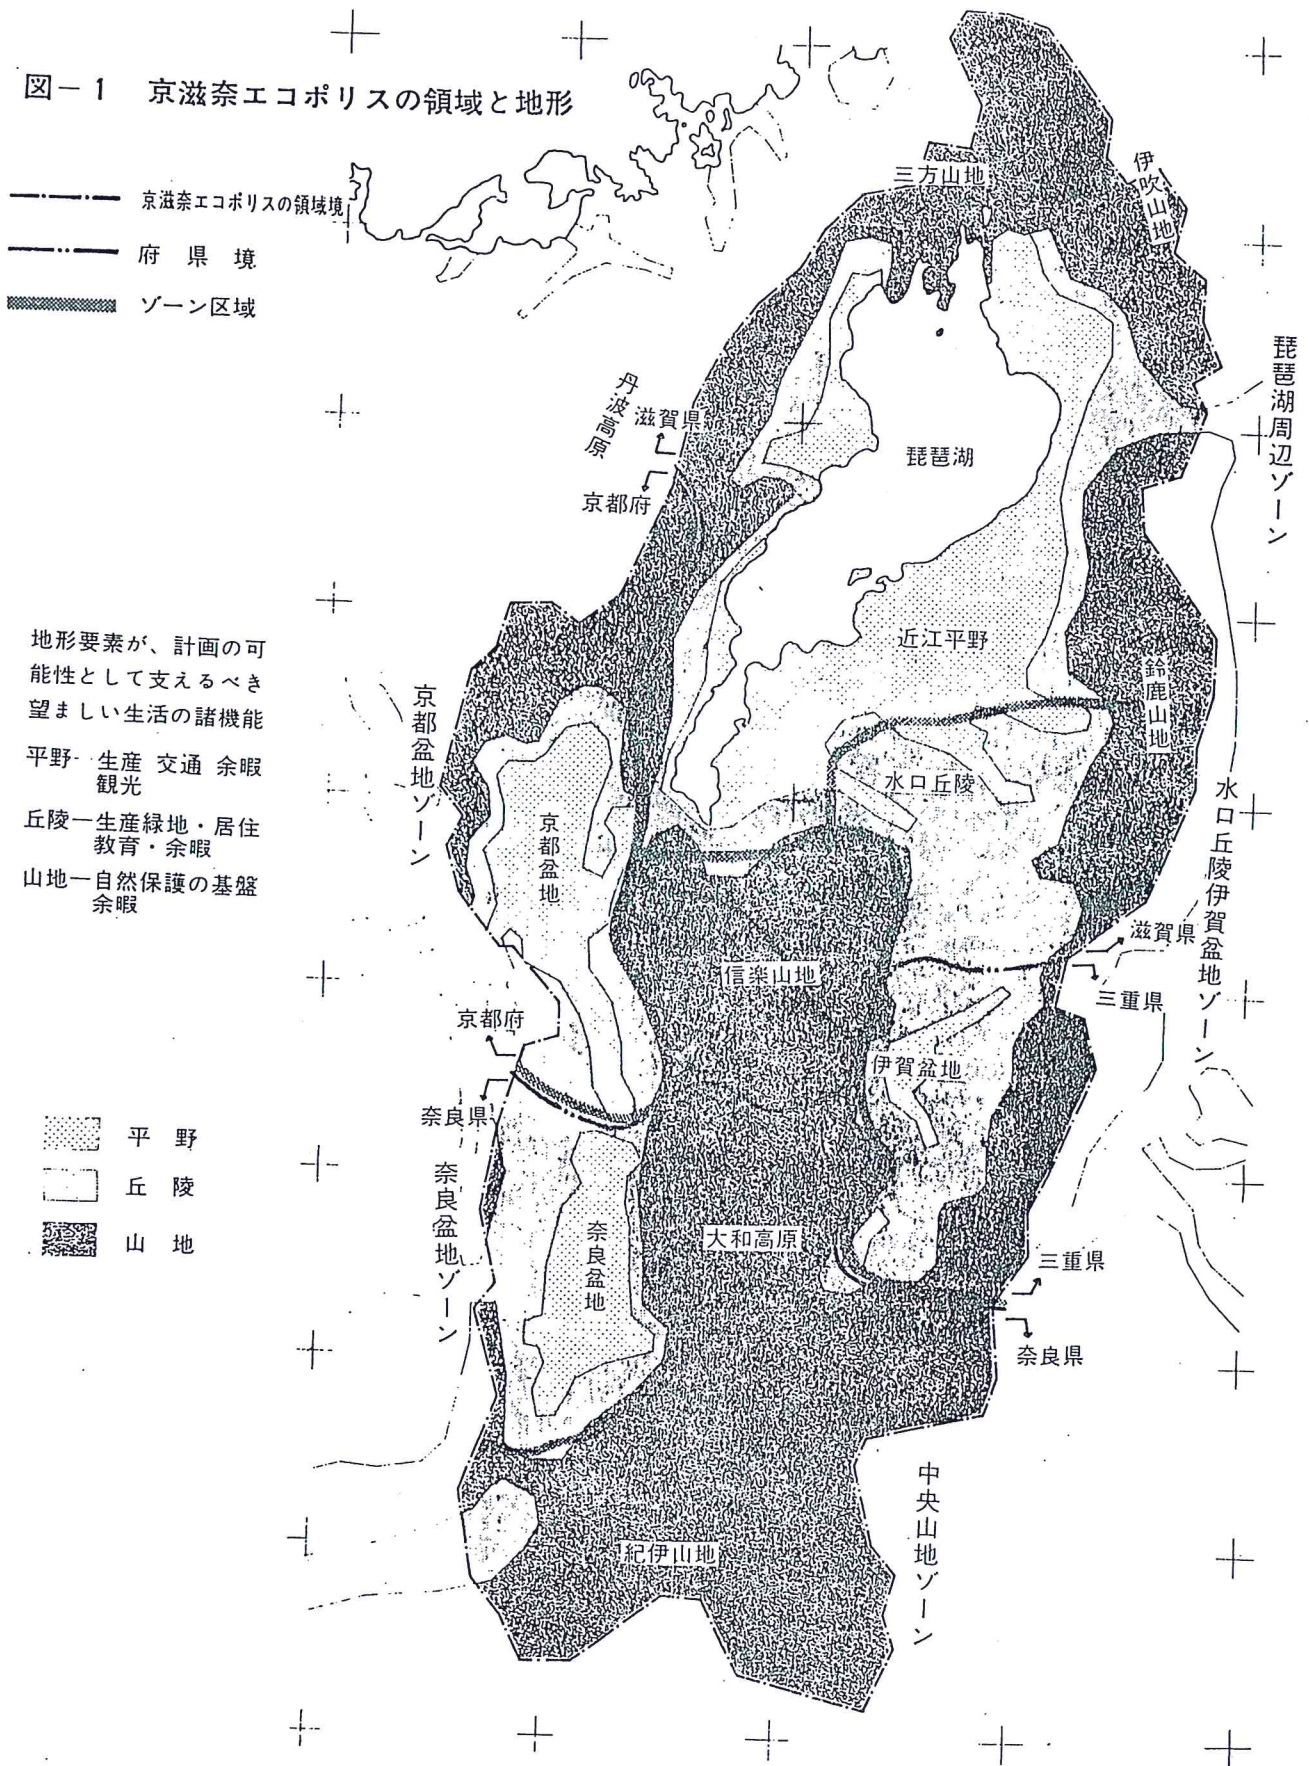 図－1　京滋奈エコポリスの領域と地形
京滋奈エコポリスの領域境
府　県　境
ゾーン区域
地形要素が、計画の可
能性として支えるべき
望ましい生活の諸機能
平野－生産 交通 余暇
観光
丘陵－生産緑地・居住
教育・余暇
山地－自然保護の基盤
余暇
平　野
丘　陵
山　地
三方山地
伊吹山地
琵琶湖周辺ゾーン
丹波高原
滋賀県
京都府
琵琶湖
近江平野
鈴鹿山地
京都盆地ゾーン
水口丘陵
水口丘陵伊賀盆地ゾーン
京都盆地
滋賀県
三重県
信楽山地
京都府
奈良県
伊賀盆地
奈良盆地ゾーン
奈良盆地
大和高原
三重県
奈良県
中央山地ゾーン
紀伊山地